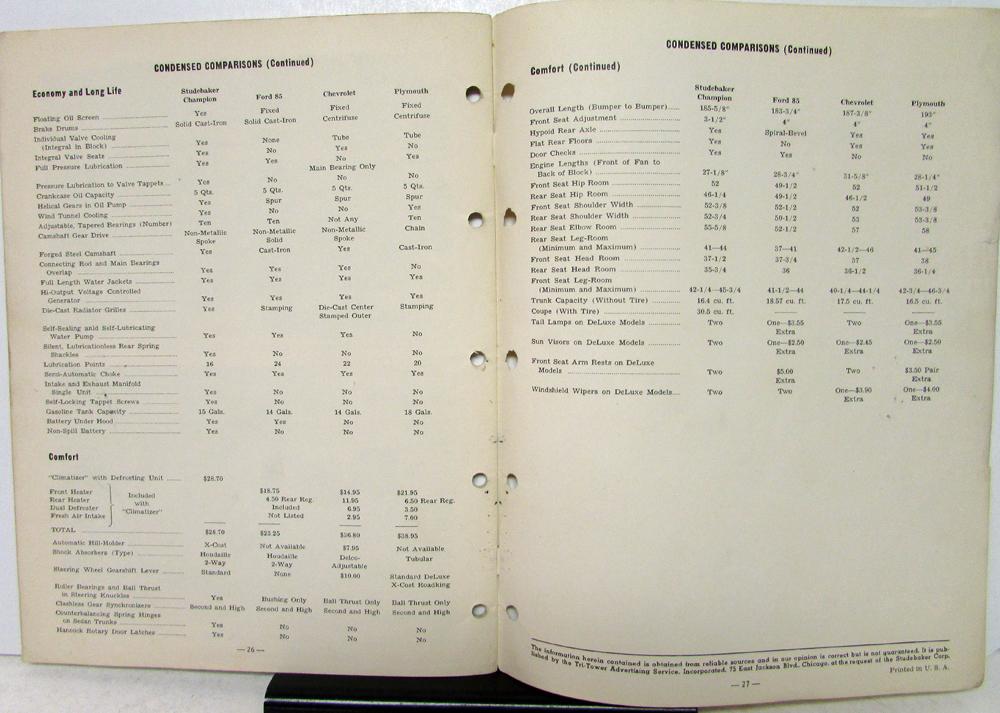 CONDENSED COMPARISONS (Continued)
Economy and Long Life
Studebaker Champion Ford 85 Chevrolet Plymouth
Floating Oil Screen Yes Fixed Fixed Fixed
Brake Drums Solid Cast-Iron Solid Cast-Iron Centrifuse Centrifuse
Individual Valve Cooling
(Integral in Block) Yes None Tube Tube
Integral Valve Seats Yes No Yes No
Full Pressure Lubrication Yes Yes No Yes
Main Bearing Only
Pressure Lubrication to Valve Tappets Yes No No No
Crankcase Oil Capacity 5 Qts. 5 Qts. 5 Qts. 5 Qts.
Helical Gears in Oil Pump Yes Spur Spur Spur
Wind Tunnel Cooling Yes No No Yes
Adjustable, Tapered Bearings (Number) Ten Ten Not Any Ten
Camshaft Gear Drive Non-Metallic Non-Metallic Non-Metallic Chain
Spoke Solid Spoke
Forged Steel Camshaft Yes Cast-Iron Yes Cast-Iron
Connecting Rod and Main Bearings
Overlap Yes Yes Yes No
Full Length Water Jackets Yes Yes Yes Yes
Hi-Output Voltage Controlled
Generator Yes Yes Yes Yes
Die-Cast Radiator Grilles Yes Stamping Die-Cast Center Stamping
Stamped Outer
Self-Sealing and Self-Lubricating
Water Pump Yes Yes Yes No
Silent, Lubricationless Rear Spring
Shackles Yes No No No
Lubrication Points 16 24 22 20
Semi-Automatic Choke Yes Yes Yes Yes
Intake and Exhaust Manifold
Single Unit Yes No No No
Self-Locking Tappet Screws Yes No No No
Gasoline Tank Capacity 15 Gals. 14 Gals. 14 Gals. 18 Gals.
Battery Under Hood Yes Yes No No
Non-Spill Battery Yes No No No
Comfort
"Climatizer" with Defrosting Unit $28.70
Front Heater Included $18.75 $14.95 $21.95
Rear Heater with 4.50 Rear Reg. 11.95 6.50 Rear Reg.
Dual Defroster "Climatizer" Included 6.95 3.50
Fresh Air Intake Not Listed 2.95 7.00
TOTAL $28.70 $23.25 $36.80 $38.95
Automatic Hill-Holder X-Cost Not Available $7.95 Not Available
Shock Absorbers (Type) Houdaille Houdaille Delco- Tubular
2-Way 2-Way Adjustable
Steering Wheel Gearshift Lever Standard None $10.00 Standard DeLuxe
X-Cost Roadking
Roller Bearings and Ball Thrust
in Steering Knuckles Yes Bushing Only Ball Thrust Only Ball Thrust Only
Clashless Gear Synchronizers Second and High Second and High Second and High Second and High
Counterbalancing Spring Hinges
on Sedan Trunks Yes No No No
Hancock Rotary Door Latches Yes No No No
—26—
CONDENSED COMPARISONS (Continued)
Comfort (Continued)
Studebaker Champion Ford 85 Chevrolet Plymouth
Overall Length (Bumper to Bumper) 185-5/8" 183-3/4" 187-3/8" 195"
Front Seat Adjustment 3-1/2" 4" 4" 4"
Hypoid Rear Axle Yes Spiral-Bevel Yes Yes
Flat Rear Floors Yes No Yes Yes
Door Checks Yes Yes No No
Engine Lengths (Front of Fan to
Back of Block) 27-1/8" 28-3/4" 31-5/8" 28-1/4"
Front Seat Hip Room 52 49-1/2 52 51-1/2
Rear Seat Hip Room 46-1/4 49-1/2 46-1/2 49
Front Seat Shoulder Width 52-3/8 52-1/2 52 53-3/8
Rear Seat Shoulder Width 52-3/4 50-1/2 53 53-3/8
Rear Seat Elbow Room 55-5/8 52-1/2 57 58
Rear Seat Leg-Room
(Minimum and Maximum) 41—44 37—41 42-1/2—46 41—45
Front Seat Head Room 37-1/2 37-3/4 37 38
Rear Seat Head Room 35-3/4 36 36-1/2 36-1/4
Front Seat Leg-Room
(Minimum and Maximum) 42-1/4—45-3/4 41-1/2—44 40-1/4—44-1/4 42-3/4—46-3/4
Trunk Capacity (Without Tire) 16.4 cu. ft. 18.57 cu. ft. 17.5 cu. ft. 16.5 cu. ft.
Coupe (With Tire) 30.5 cu. ft.
Tail Lamps on DeLuxe Models Two One—$3.55 Two One—$3.55
Extra Extra
Sun Visors on DeLuxe Models Two One—$2.50 One—$2.45 One—$2.50
Extra Extra Extra
Front Seat Arm Rests on DeLuxe
Models Two $5.00 Two $3.50 Pair
Extra Extra
Windshield Wipers on DeLuxe Models Two Two One—$3.90 One—$4.00
Extra Extra
The information herein contained is obtained from reliable sources and in our opinion is correct but is not guaranteed. It is pub-
lished by the Tri-Tower Advertising Service, Incorporated, 75 East Jackson Blvd., Chicago, at the request of the Studebaker Corp.
Printed in U. S. A.
—27—